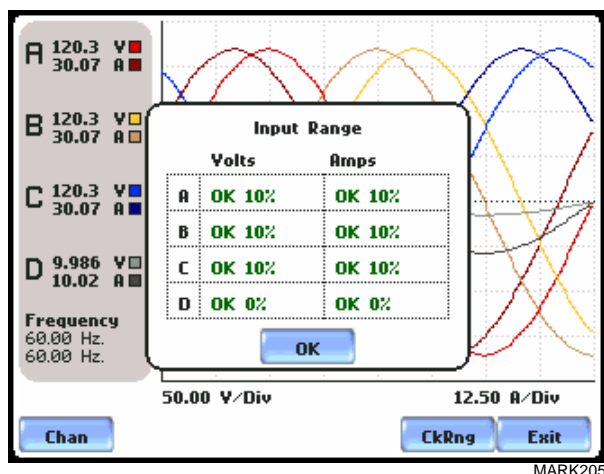 A 120.3 V
30.07 A
B 120.3 V
30.07 A
C 120.3 V
30.07 A
D 9.986 V
10.02 A
Frequency
60.00 Hz.
60.00 Hz.
Input Range
Volts Amps
A OK 10% OK 10%
B OK 10% OK 10%
C OK 10% OK 10%
D OK 0% OK 0%
OK
50.00 V/Div 12.50 A/Div
Chan CkRng Exit
MARK205